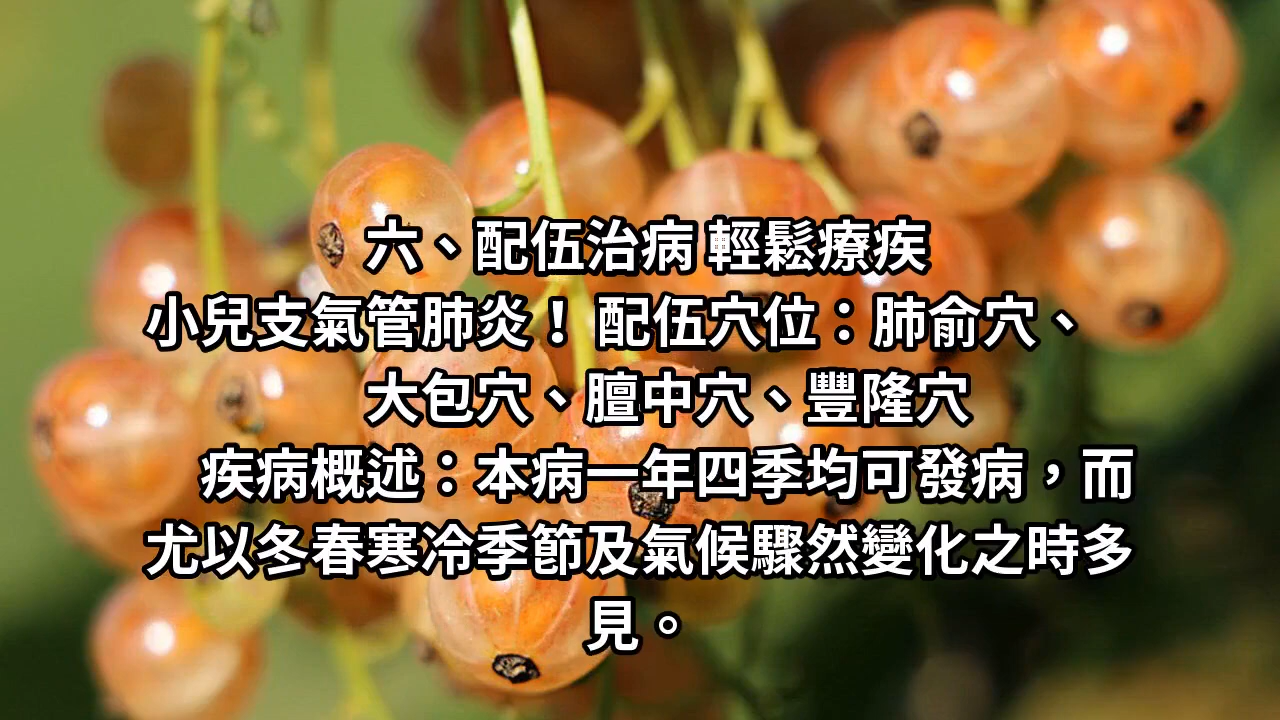 六、配伍治病 輕鬆療疾
小兒支氣管肺炎！ 配伍穴位：肺俞穴、
大包穴、膻中穴、豐隆穴
疾病概述：本病一年四季均可發病，而
尤以冬春寒冷季節及氣候驟然變化之時多
見。